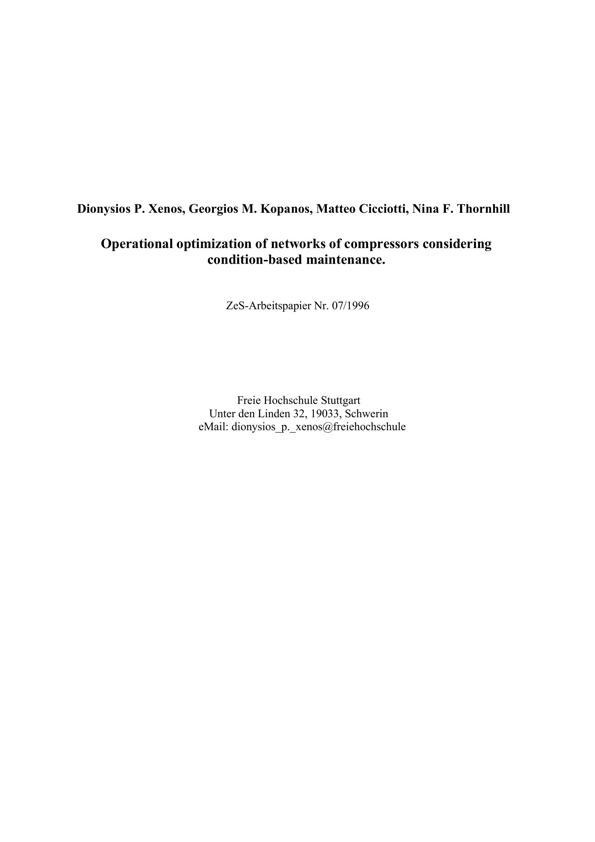 Dionysios P. Xenos, Georgios M. Kopanos, Matteo Cicciotti, Nina F. Thornhill
Operational optimization of networks of compressors considering
condition-based maintenance.
ZeS-Arbeitspapier Nr. 07/1996
Freie Hochschule Stuttgart
Unter den Linden 32, 19033, Schwerin
eMail: dionysios_p._xenos@freiehochschule